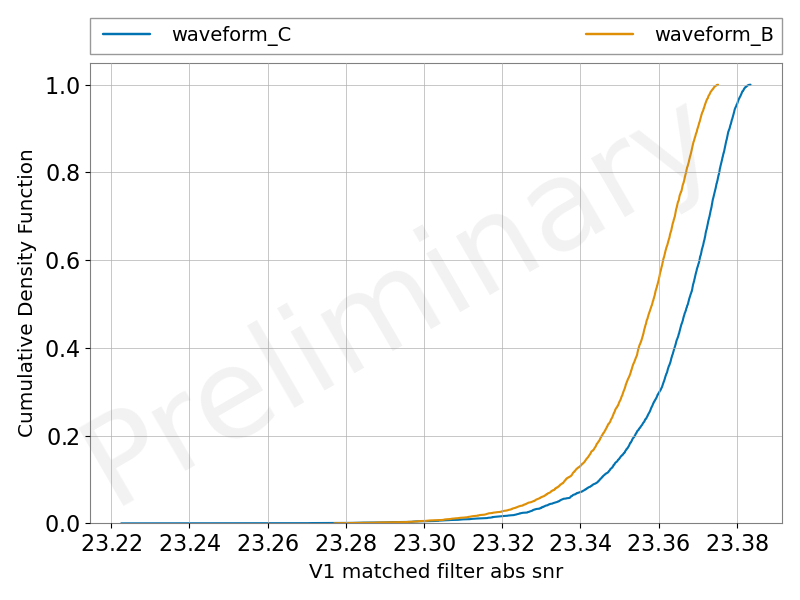 waveform_C waveform_B
1.0
0.8
0.6
0.4
0.2
0.0
Cumulative Density Function
Preliminary
23.22 23.24 23.26 23.28 23.30 23.32 23.34 23.36 23.38
V1 matched filter abs snr